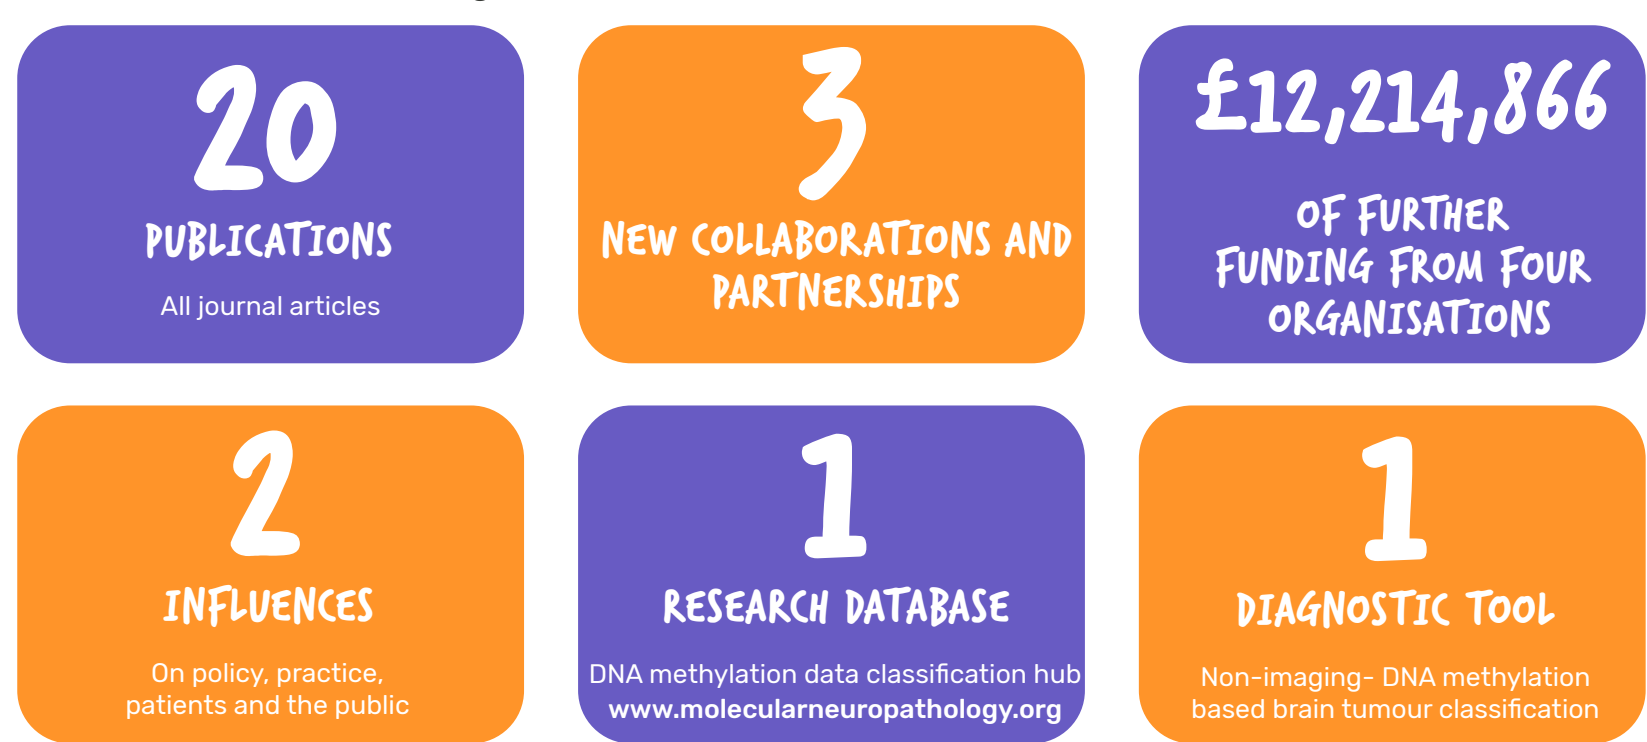 20
PUBLICATIONS
All journal articles
3
NEW COLLABORATIONS AND
PARTNERSHIPS
£12,214,866
OF FURTHER
FUNDING FROM FOUR
ORGANISATIONS
2
INFLUENCES
On policy, practice,
patients and the public
1
RESEARCH DATABASE
DNA methylation data classification hub
www.molecularneuropathology.org
1
DIAGNOSTIC TOOL
Non-imaging- DNA methylation
based brain tumour classification